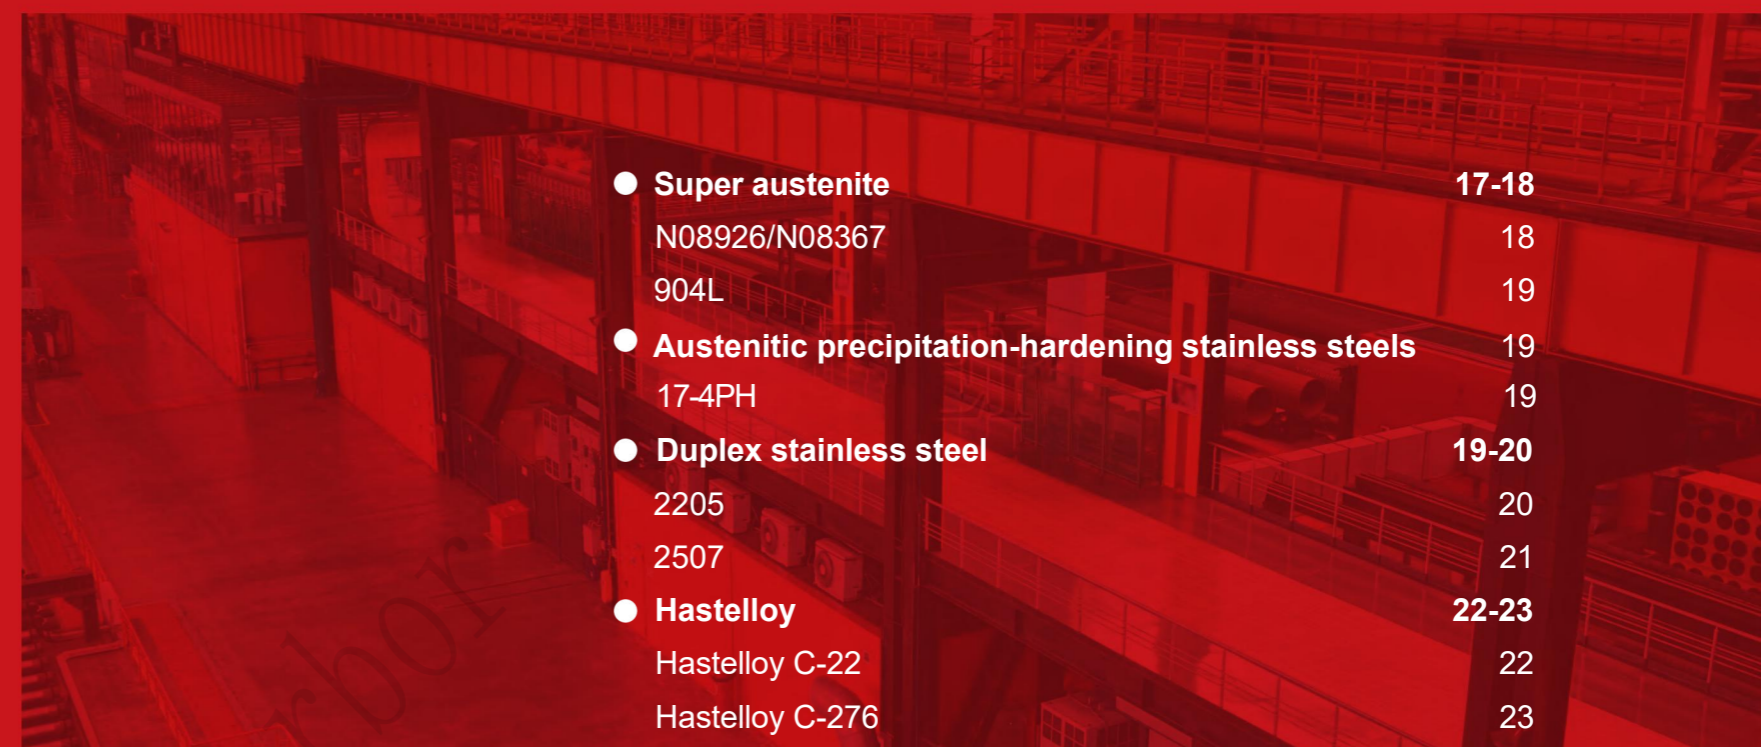 Super austenite 17-18
N08926/N08367 18
904L 19
Austenitic precipitation-hardening stainless steels 19
17-4PH 19
Duplex stainless steel 19-20
2205 20
2507 21
Hastelloy 22-23
Hastelloy C-22 22
Hastelloy C-276 23